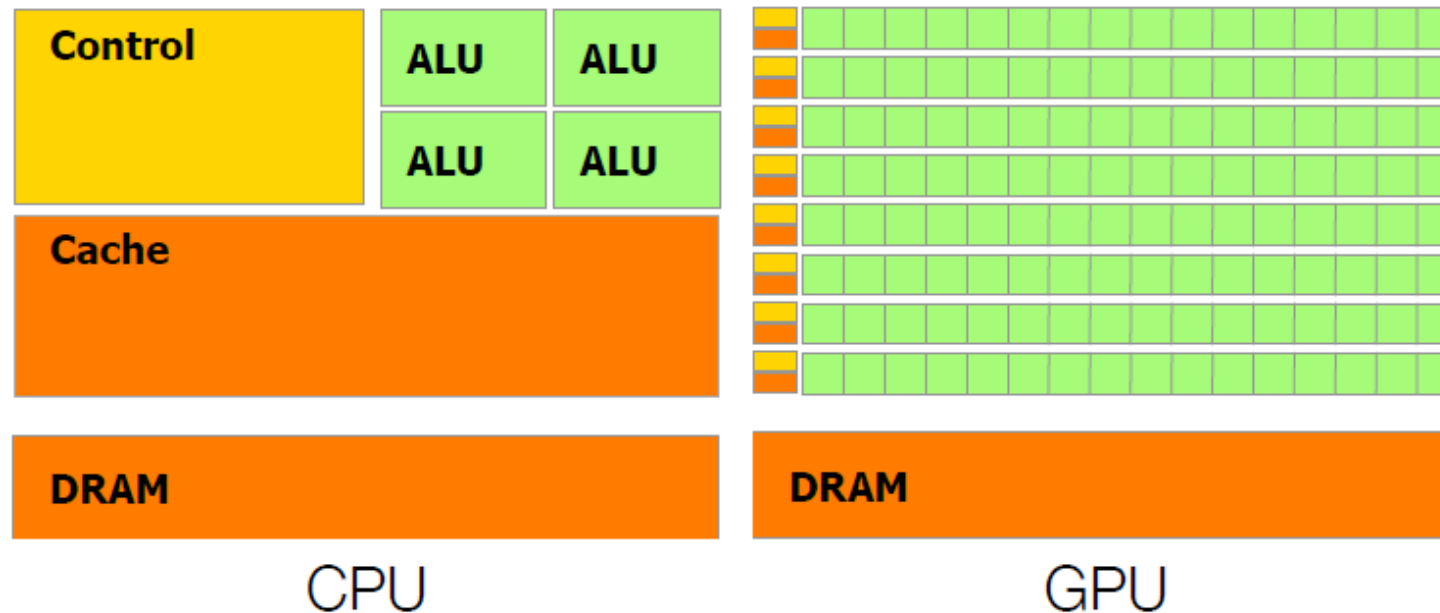 Control
ALU ALU
ALU ALU
Cache
DRAM
CPU
DRAM
GPU